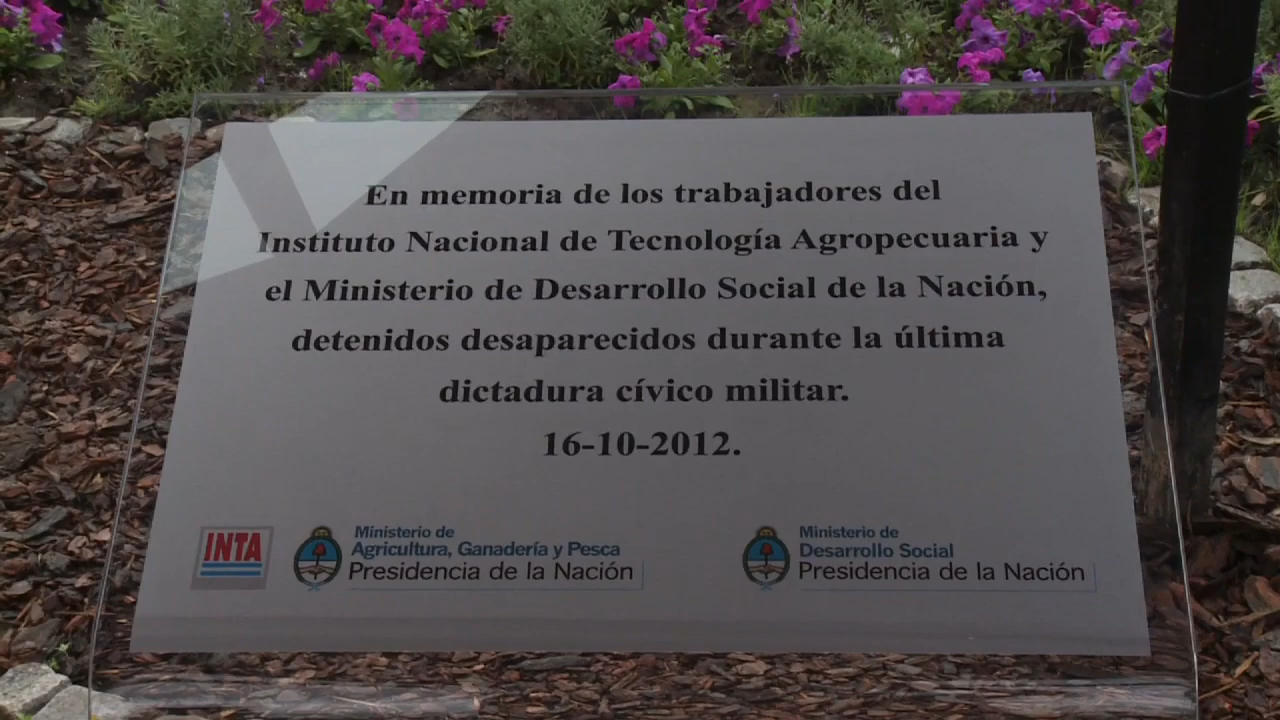 En memoria de los trabajadores del
Instituto Nacional de Tecnología Agropecuaria y
el Ministerio de Desarrollo Social de la Nación,
detenidos desaparecidos durante la última
dictadura cívico militar.
16-10-2012.
INTA
Ministerio de
Agricultura, Ganadería y Pesca
Presidencia de la Nación
Ministerio de
Desarrollo Social
Presidencia de la Nación